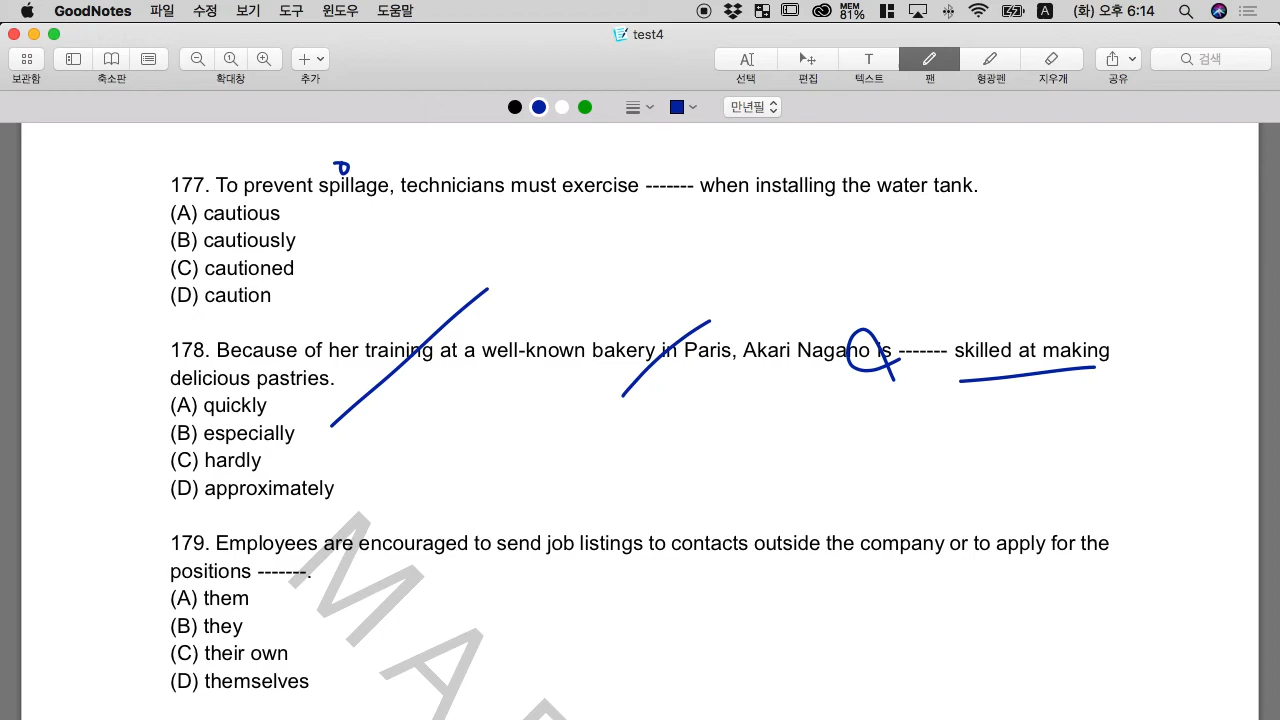 GoodNotes 파일 수정 보기 도구 윈도우 도움말 MEM 81% A (화) 오후 6:14
test4
보관함 축소판 확대창 추가 선택 편집 텍스트 펜 형광펜 지우개 공유 검색
만년필
177. To prevent spillage, technicians must exercise ------- when installing the water tank.
(A) cautious
(B) cautiously
(C) cautioned
(D) caution
178. Because of her training at a well-known bakery in Paris, Akari Nagano is ------- skilled at making
delicious pastries.
(A) quickly
(B) especially
(C) hardly
(D) approximately
179. Employees are encouraged to send job listings to contacts outside the company or to apply for the
positions -------.
(A) them
(B) they
(C) their own
(D) themselves
MA